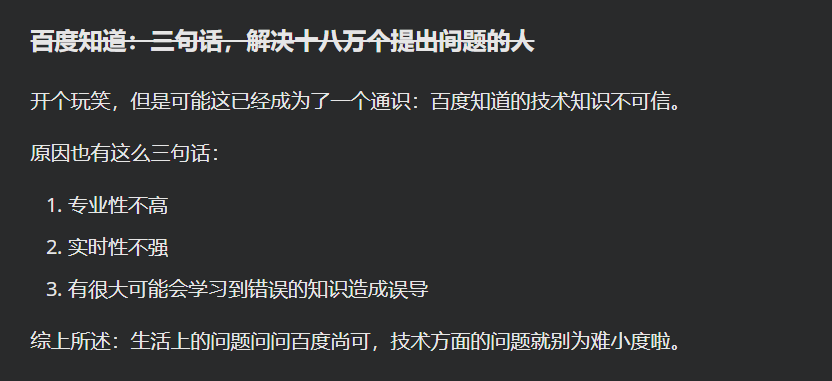 百度知道：三句话，解决十八万个提出问题的人
开个玩笑，但是可能这已经成为了一个通识：百度知道的技术知识不可信。
原因也有这么三句话：
1. 专业性不高
2. 实时性不强
3. 有很大可能会学习到错误的知识造成误导
综上所述：生活上的问题问问百度尚可，技术方面的问题就别为难小度啦。